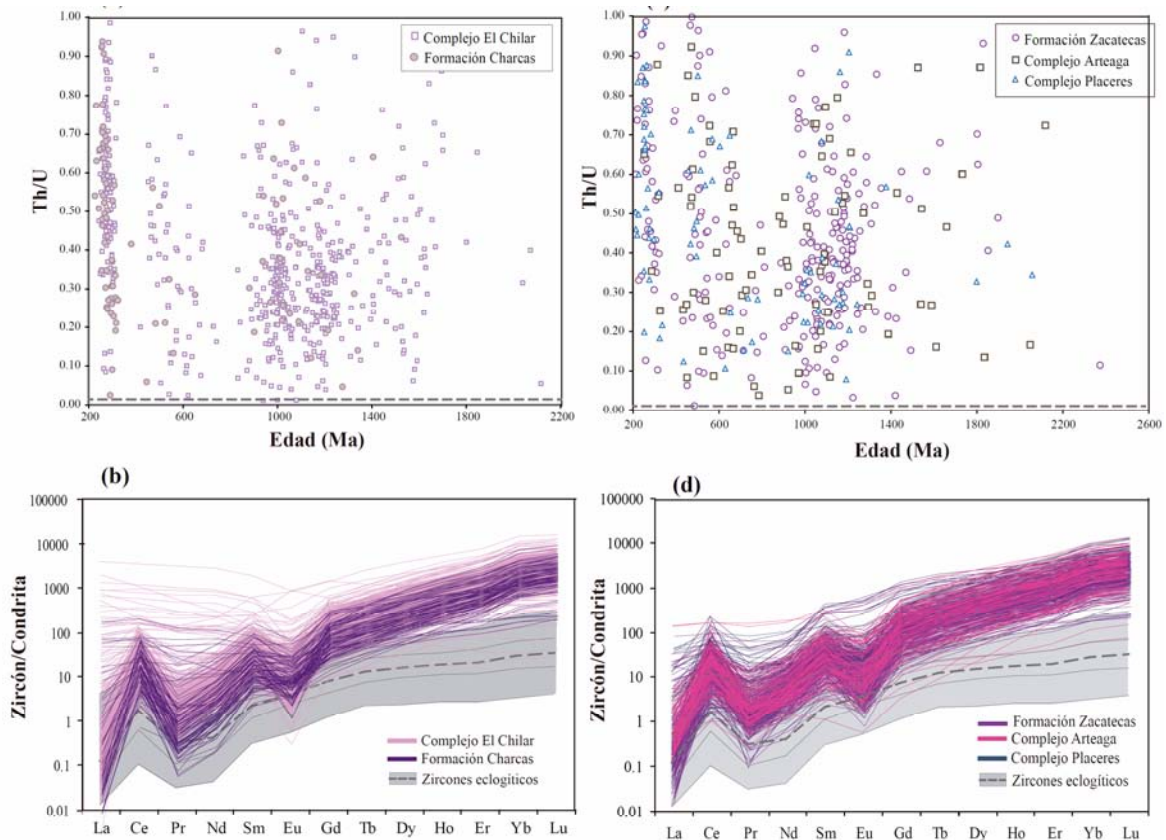 1.00
0.90
0.80
0.70
0.60
0.50
0.40
0.30
0.20
0.10
0.00
Th/U
200 600 1000 1400 1800 2200
Edad (Ma)
Complejo El Chilar
Formación Charcas
1.00
0.90
0.80
0.70
0.60
0.50
0.40
0.30
0.20
0.10
0.00
Th/U
200 600 1000 1400 1800 2200 2600
Edad (Ma)
Formación Zacatecas
Complejo Arteaga
Complejo Placeres
(b)
100000
10000
1000
100
10
1
0.1
0.01
Zircón/Condrita
La Ce Pr Nd Sm Eu Gd Tb Dy Ho Er Yb Lu
Complejo El Chilar
Formación Charcas
Zircones eclogíticos
(d)
100000
10000
1000
100
10
1
0.1
0.01
Zircón/Condrita
La Ce Pr Nd Sm Eu Gd Tb Dy Ho Er Yb Lu
Formación Zacatecas
Complejo Arteaga
Complejo Placeres
Zircones eclogíticos